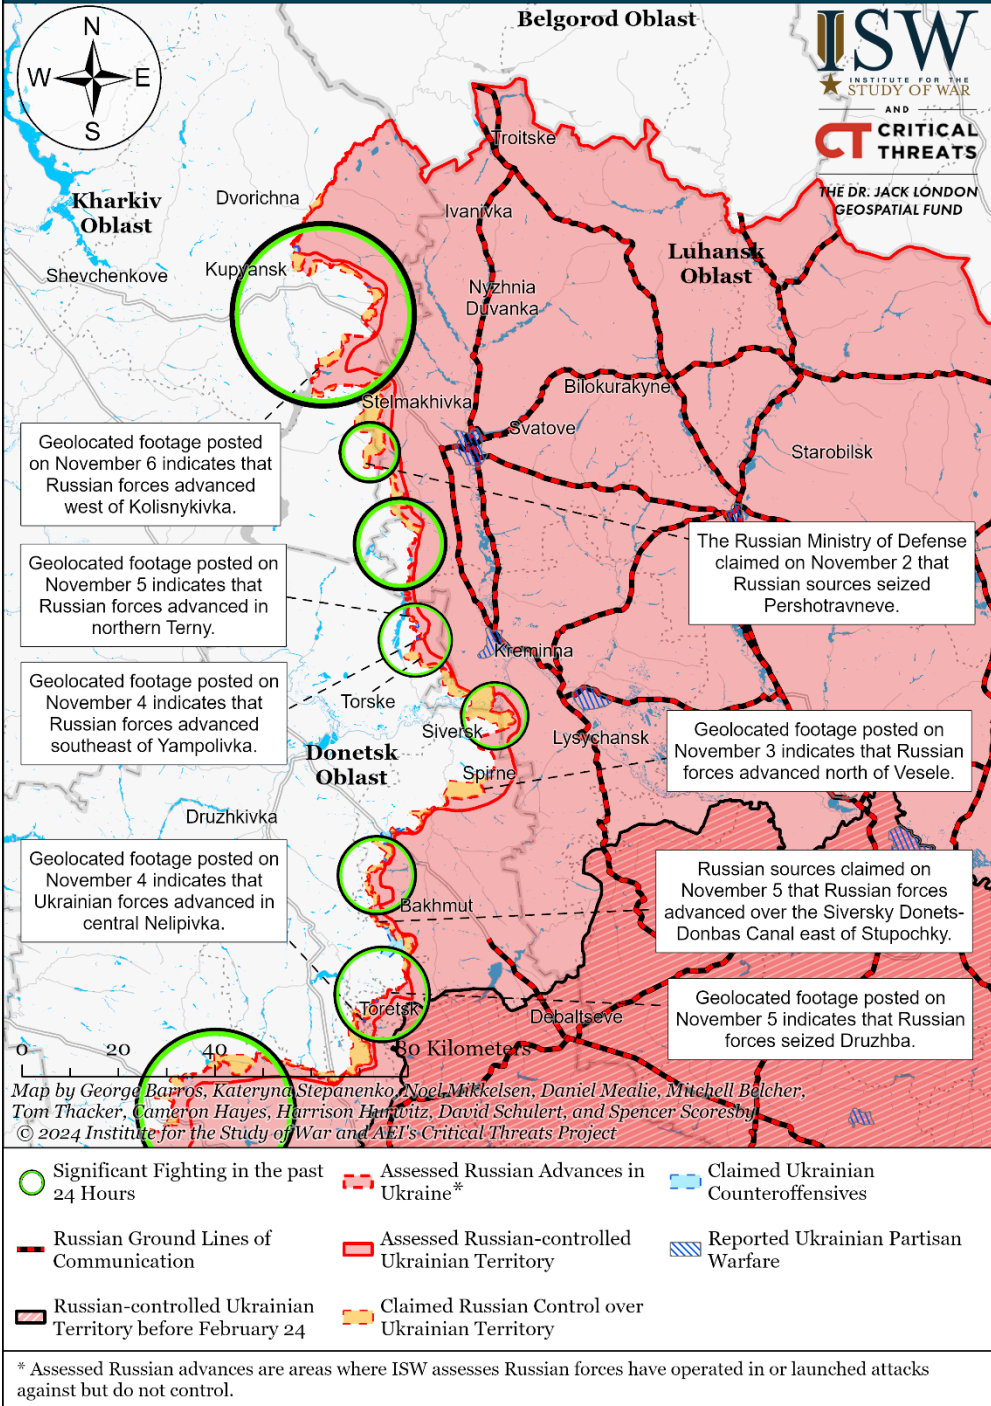 Belgorod Oblast
N
W
E
S
ISW
INSTITUTE FOR THE
STUDY OF WAR
AND
CT CRITICAL
THREATS
THE DR. JACK LONDON
GEOSPATIAL FUND
Troitske
Kharkiv
Oblast
Dvorichna
Ivanivka
Luhansk
Oblast
Shevchenkove
Kupyansk
Nyzhnia
Duvanka
Bilokurakyne
Stelmakhivka
Svatove
Starobilsk
Geolocated footage posted
on November 6 indicates that
Russian forces advanced
west of Kolisnykivka.
The Russian Ministry of Defense
claimed on November 2 that
Russian sources seized
Pershotravneve.
Geolocated footage posted on
November 5 indicates that
Russian forces advanced in
northern Terny.
Kreminna
Geolocated footage posted on
November 4 indicates that
Russian forces advanced
southeast of Yampolivka.
Torske
Siversk
Lysychansk
Donetsk
Oblast
Spirne
Geolocated footage posted on
November 3 indicates that Russian
forces advanced north of Vesele.
Druzhkivka
Geolocated footage posted on
November 4 indicates that
Ukrainian forces advanced in
central Nelipivka.
Bakhmut
Russian sources claimed on
November 5 that Russian forces
advanced over the Siversky Donets-
Donbas Canal east of Stupochky.
Toretsk
Debaltseve
Geolocated footage posted on
November 5 indicates that Russian
forces seized Druzhba.
0 20 40 80 Kilometers
Map by George Barros, Kateryna Stepanenko, Noel Mikkelsen, Daniel Mealie, Mitchell Belcher,
Tom Thacker, Cameron Hayes, Harrison Hurwitz, David Schulert, and Spencer Scoresby
© 2024 Institute for the Study of War and AEI's Critical Threats Project
Significant Fighting in the past
24 Hours
Assessed Russian Advances in
Ukraine*
Claimed Ukrainian
Counteroffensives
Russian Ground Lines of
Communication
Assessed Russian-controlled
Ukrainian Territory
Reported Ukrainian Partisan
Warfare
Russian-controlled Ukrainian
Territory before February 24
Claimed Russian Control over
Ukrainian Territory
* Assessed Russian advances are areas where ISW assesses Russian forces have operated in or launched attacks
against but do not control.